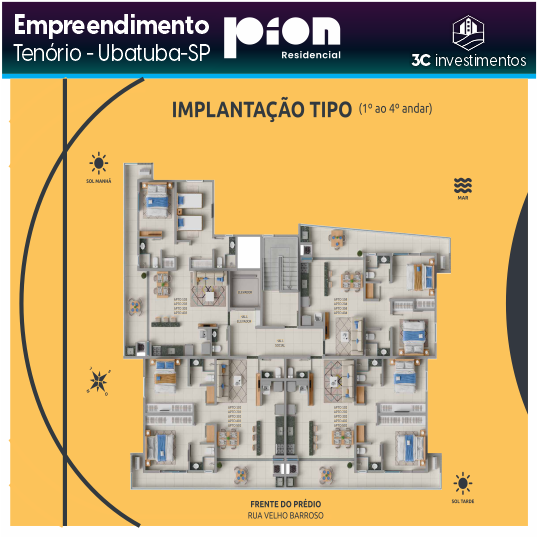 Empreendimento
Tenório - Ubatuba-SP
pion
Residencial
3C investimentos
IMPLANTAÇÃO TIPO (1º ao 4º andar)
SOL MANHÃ
MAR
SOL TARDE
FRENTE DO PRÉDIO
RUA VELHO BARROSO